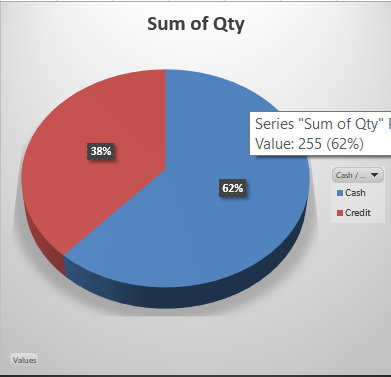 Sum of Qty
Series "Sum of Qty"
Value: 255 (62%)
38%
62%
Cash / ...
Cash
Credit
Values